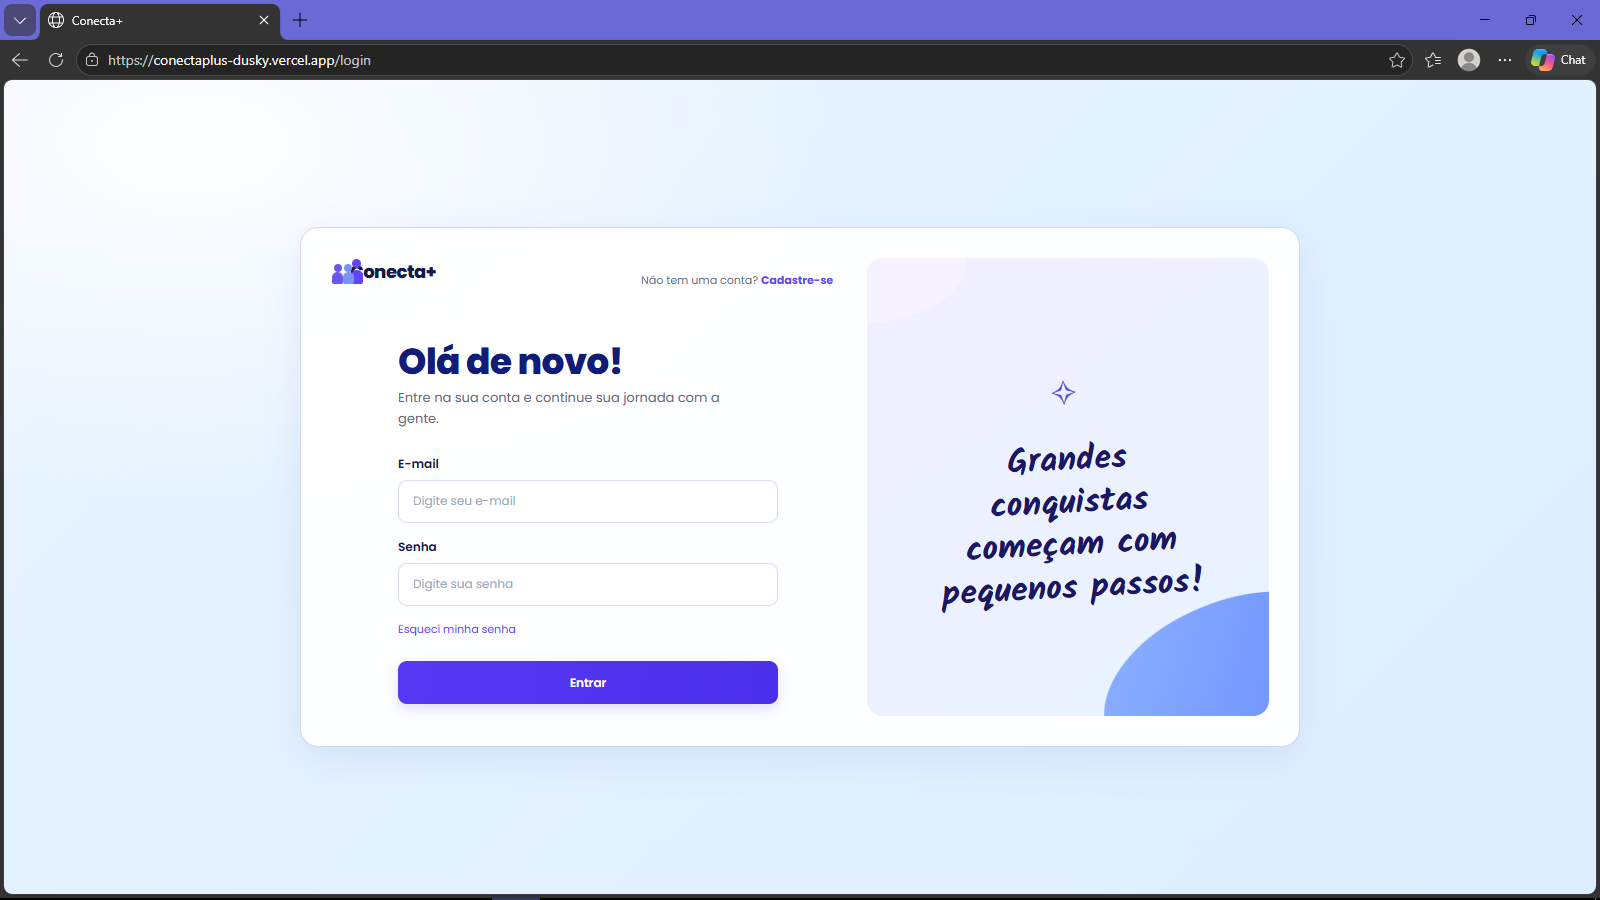 Conecta+
https://conectaplus-dusky.vercel.app/login
Chat
Conecta+
Não tem uma conta? Cadastre-se
Olá de novo!
Entre na sua conta e continue sua jornada com a
gente.
E-mail
Digite seu e-mail
Senha
Digite sua senha
Esqueci minha senha
Entrar
Grandes
conquistas
começam com
pequenos passos!